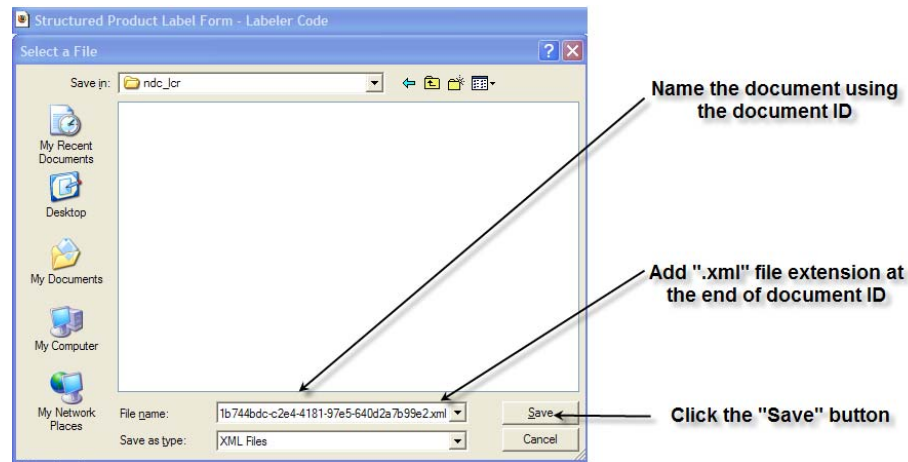 Structured Product Label Form - Labeler Code
Select a File
Save in:
ndc_lcr
My Recent
Documents
Desktop
My Documents
My Computer
My Network
Places
File name:
1b744bdc-c2e4-4181-97e5-640d2a7b99e2.xml
Save
Save as type:
XML Files
Cancel
Name the document using
the document ID
Add ".xml" file extension at
the end of document ID
Click the "Save" button